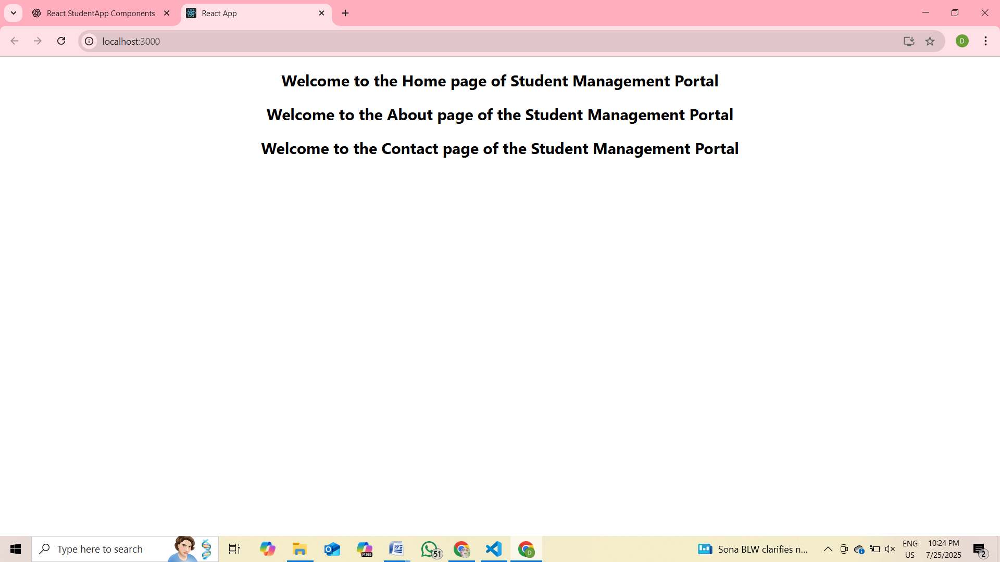 React StudentApp Components
React App
localhost:3000
D
Welcome to the Home page of Student Management Portal
Welcome to the About page of the Student Management Portal
Welcome to the Contact page of the Student Management Portal
Type here to search
M365
51
D
Sona BLW clarifies n...
ENG
US
10:24 PM
7/25/2025
2